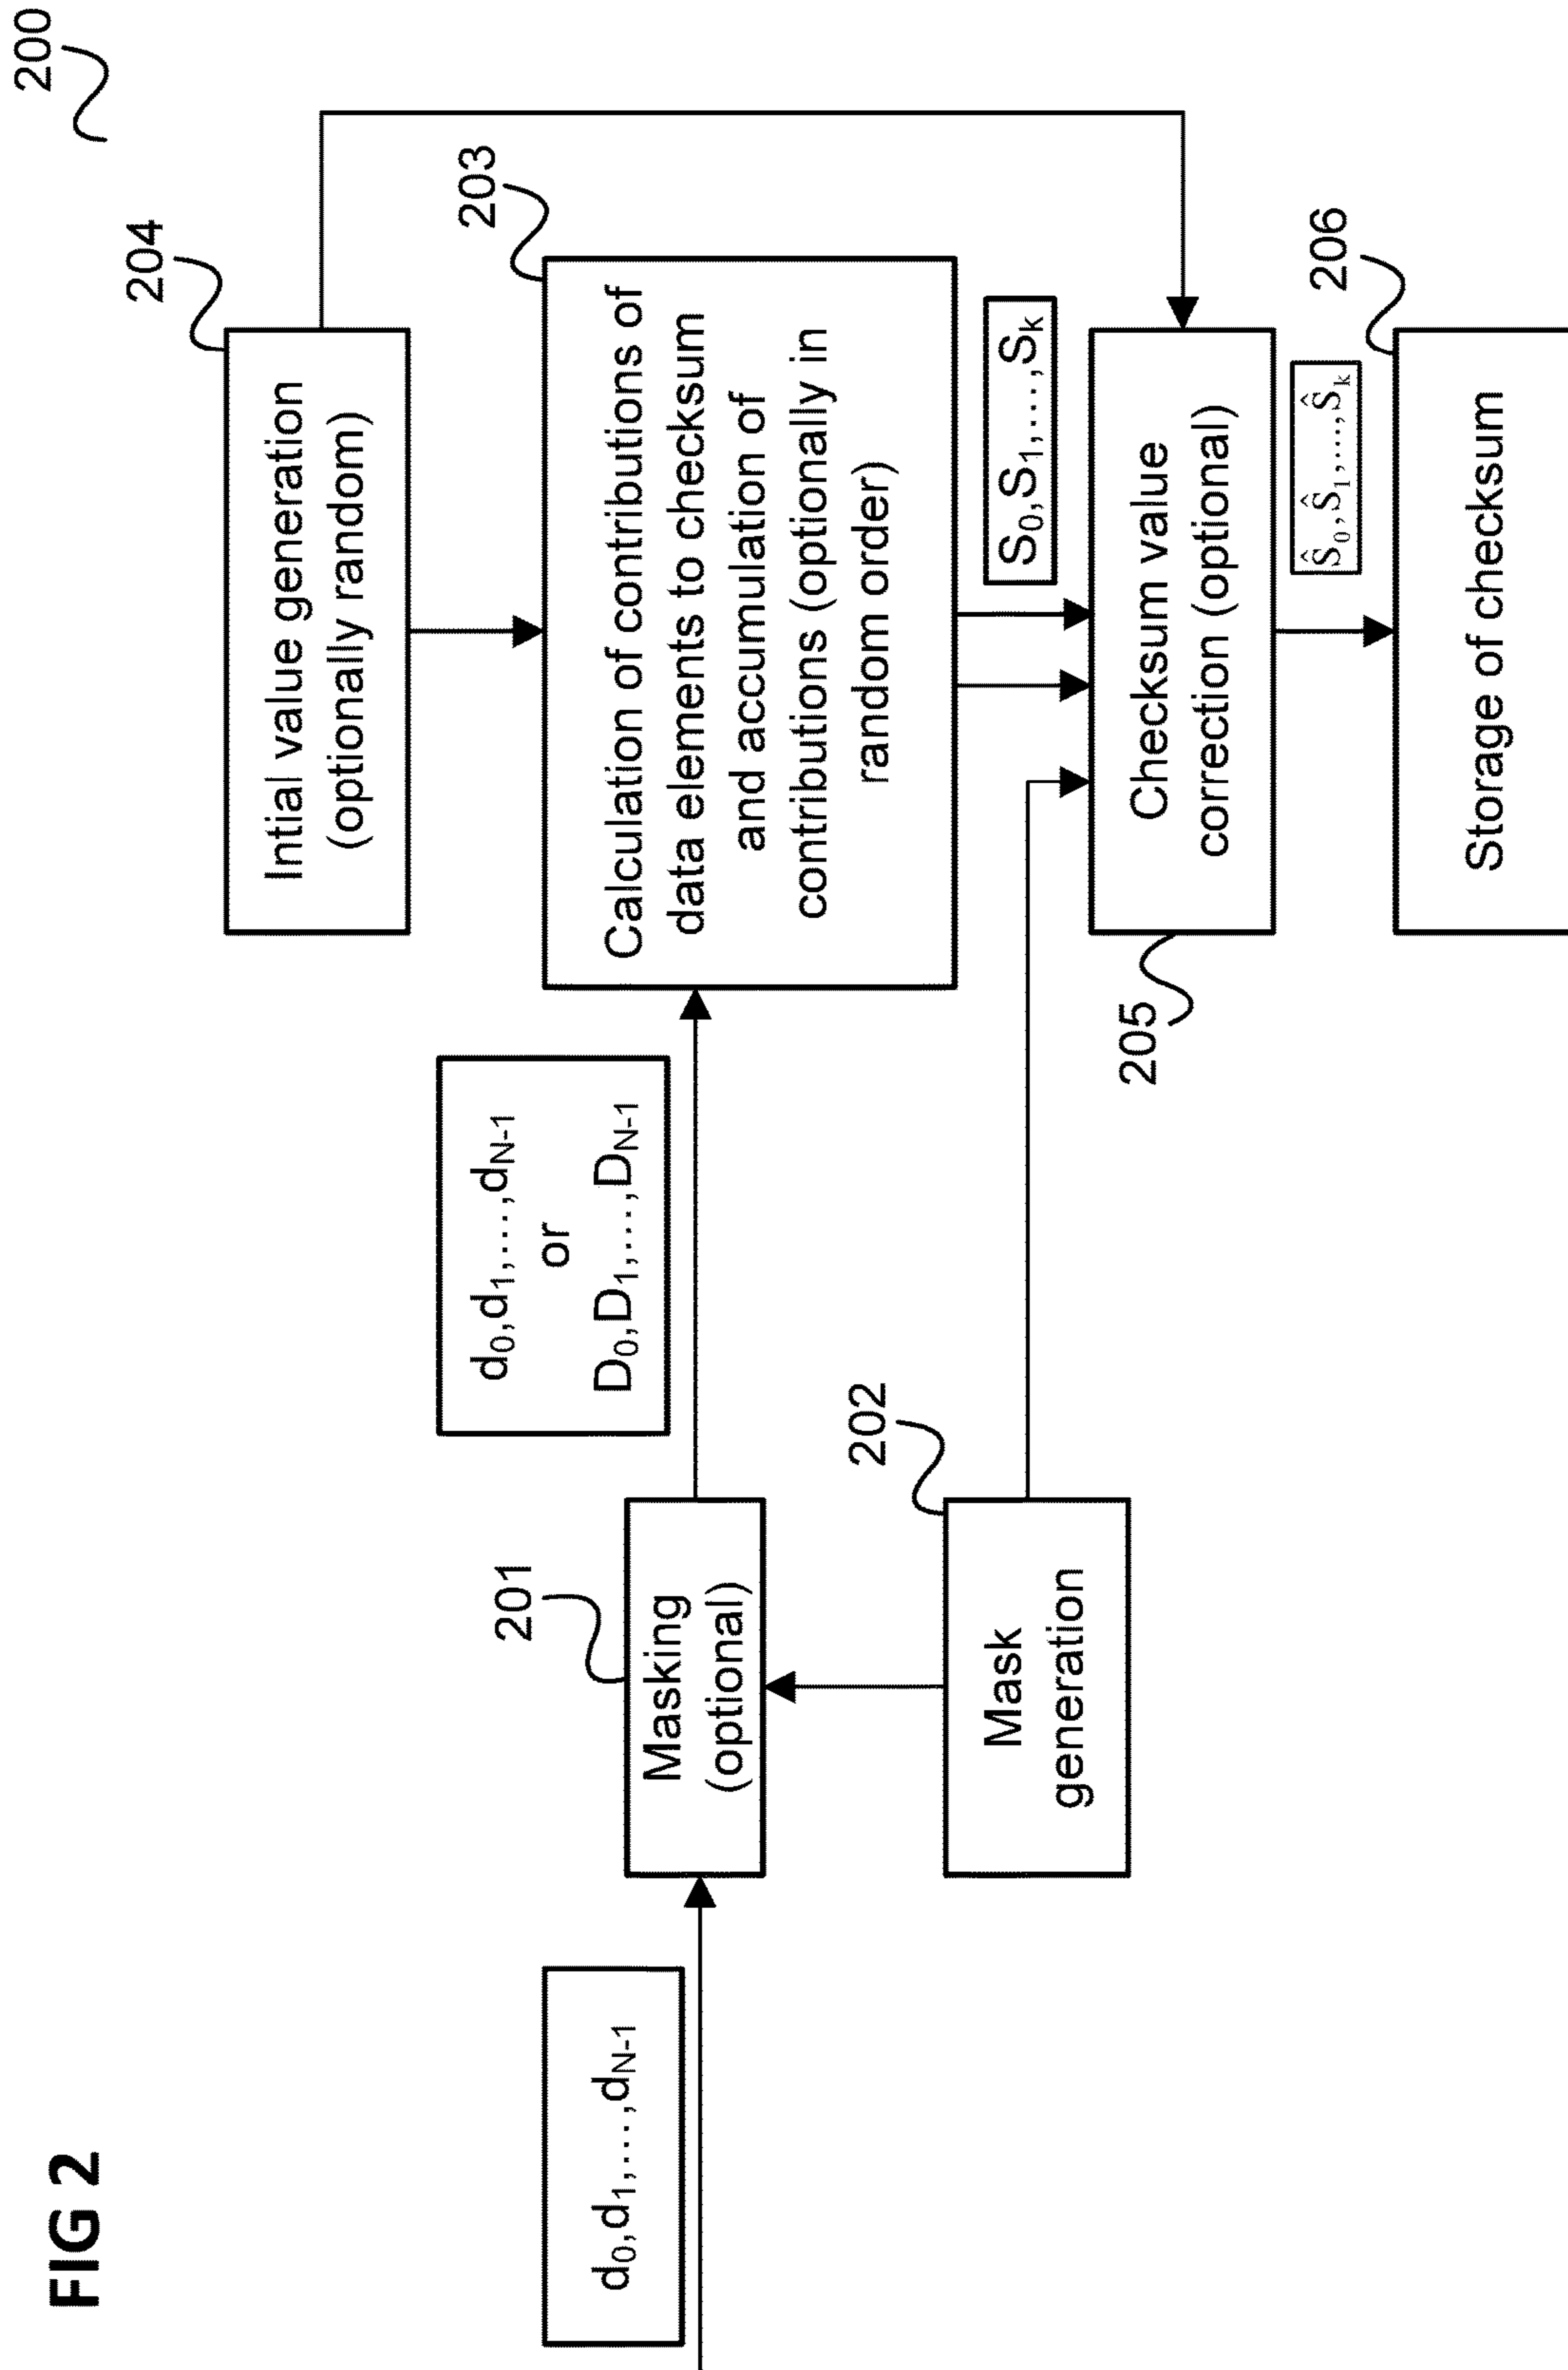 FIG 2
200
204
Intial value generation
(optionally random)
203
Calculation of contributions of
data elements to checksum
and accumulation of
contributions (optionally in
random order)
d₀,d₁,...,d_N-1
201
Masking
(optional)
d₀,d₁,...,d_N-1
or
D₀,D₁,...,D_N-1
202
Mask
generation
S₀,S₁,...,Sₖ
205
Checksum value
correction (optional)
Ŝ₀,Ŝ₁,...,Ŝₖ
206
Storage of checksum